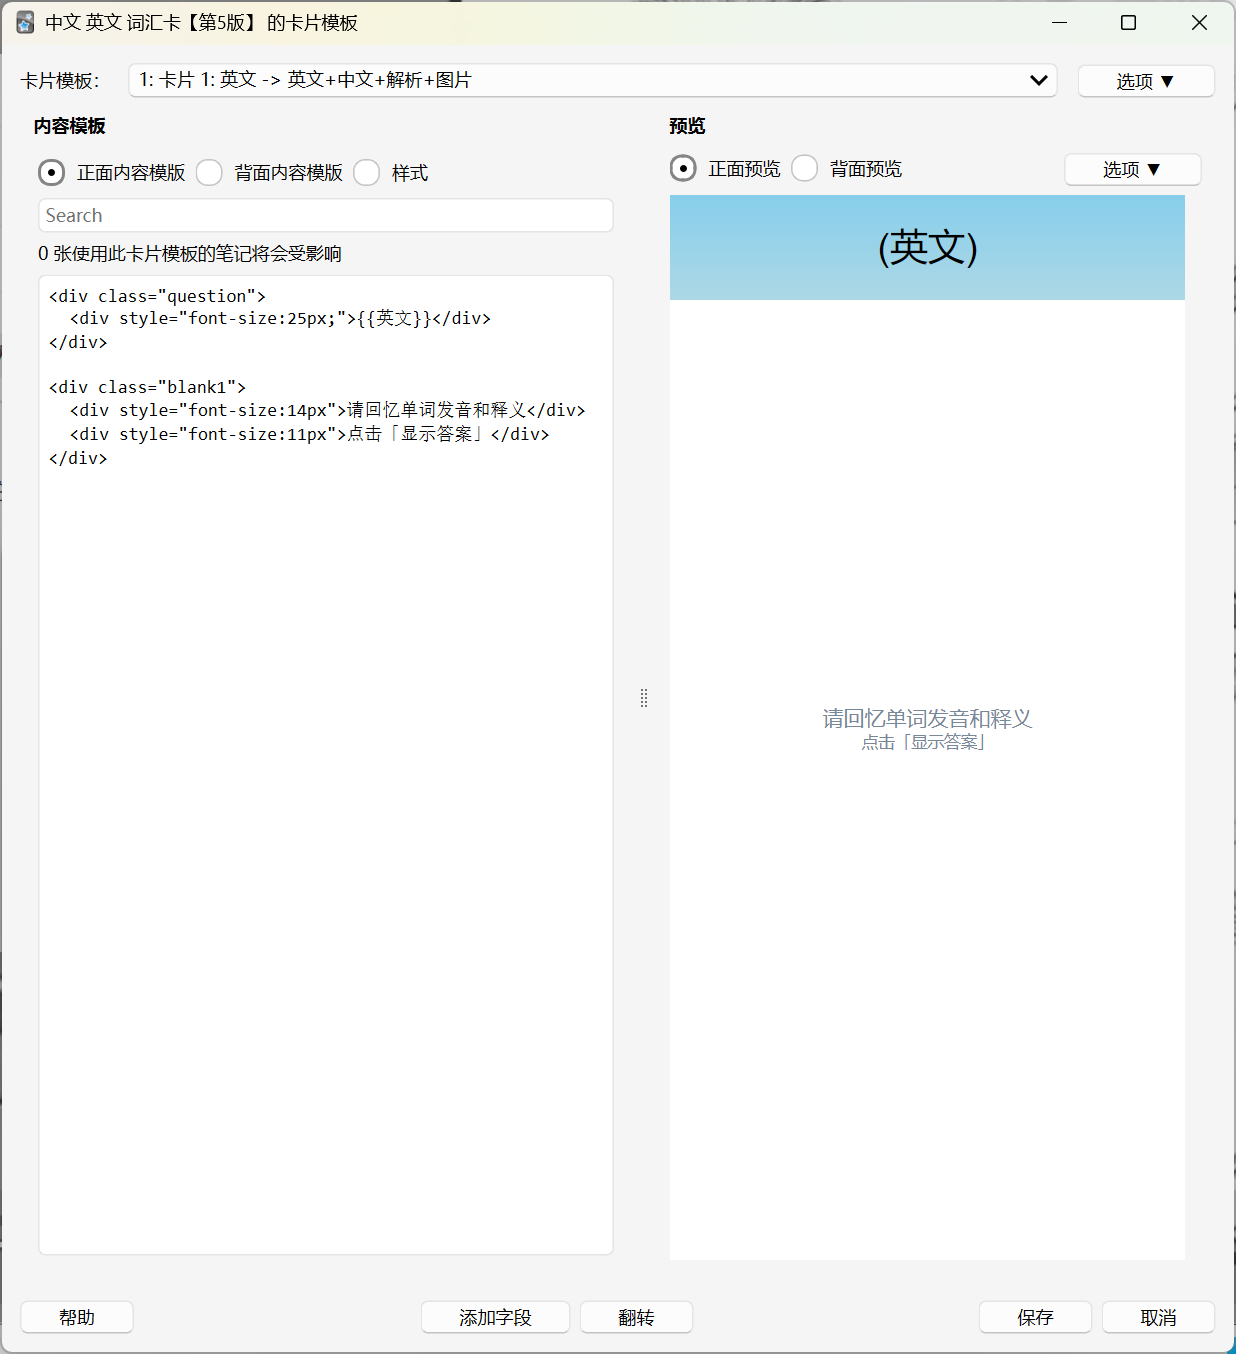 中文 英文 词汇卡【第5版】 的卡片模板
卡片模板：
1: 卡片 1: 英文 -> 英文+中文+解析+图片
选项 ▼
内容模板
正面内容模版
背面内容模版
样式
Search
0 张使用此卡片模板的笔记将会受影响
<div class="question">
  <div style="font-size:25px;">{{英文}}</div>
</div>
<div class="blank1">
  <div style="font-size:14px">请回忆单词发音和释义</div>
  <div style="font-size:11px">点击「显示答案」</div>
</div>
预览
正面预览
背面预览
选项 ▼
(英文)
请回忆单词发音和释义
点击「显示答案」
帮助
添加字段
翻转
保存
取消